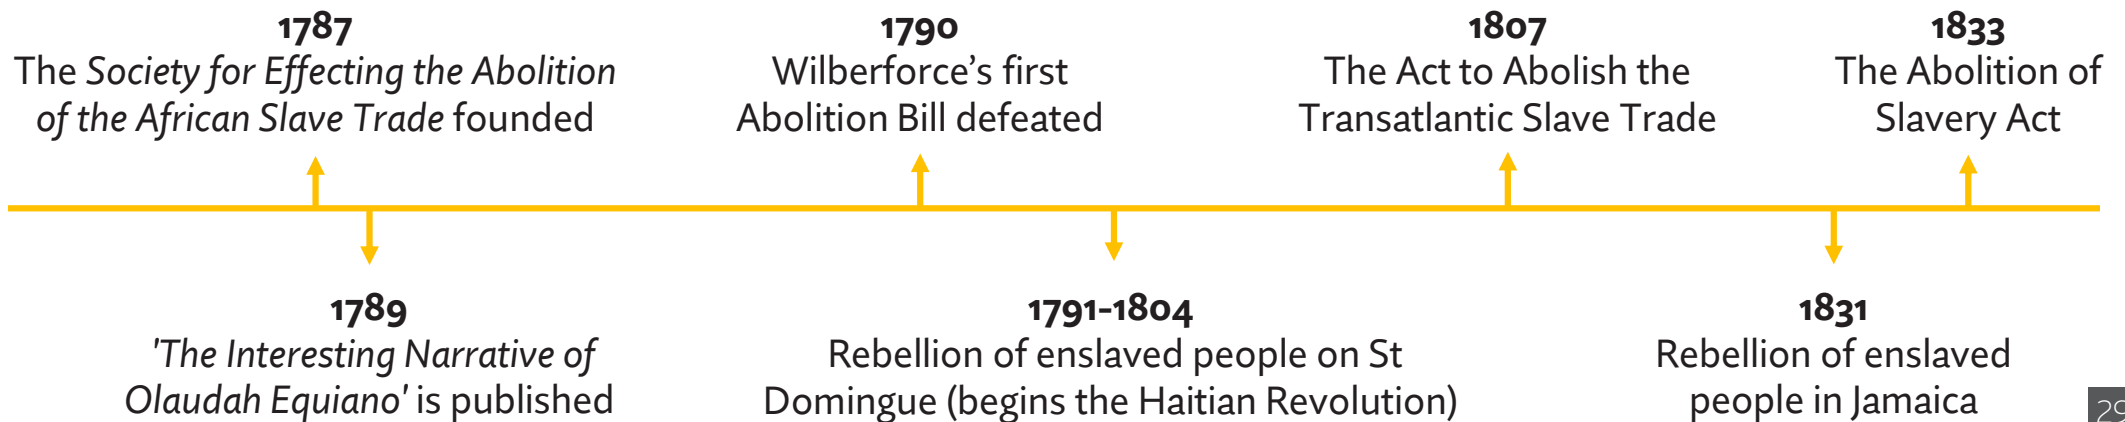 1787
The Society for Effecting the Abolition
of the African Slave Trade founded
1790
Wilberforce's first
Abolition Bill defeated
1807
The Act to Abolish the
Transatlantic Slave Trade
1833
The Abolition of
Slavery Act
1789
'The Interesting Narrative of
Olaudah Equiano' is published
1791-1804
Rebellion of enslaved people on St
Domingue (begins the Haitian Revolution)
1831
Rebellion of enslaved
people in Jamaica